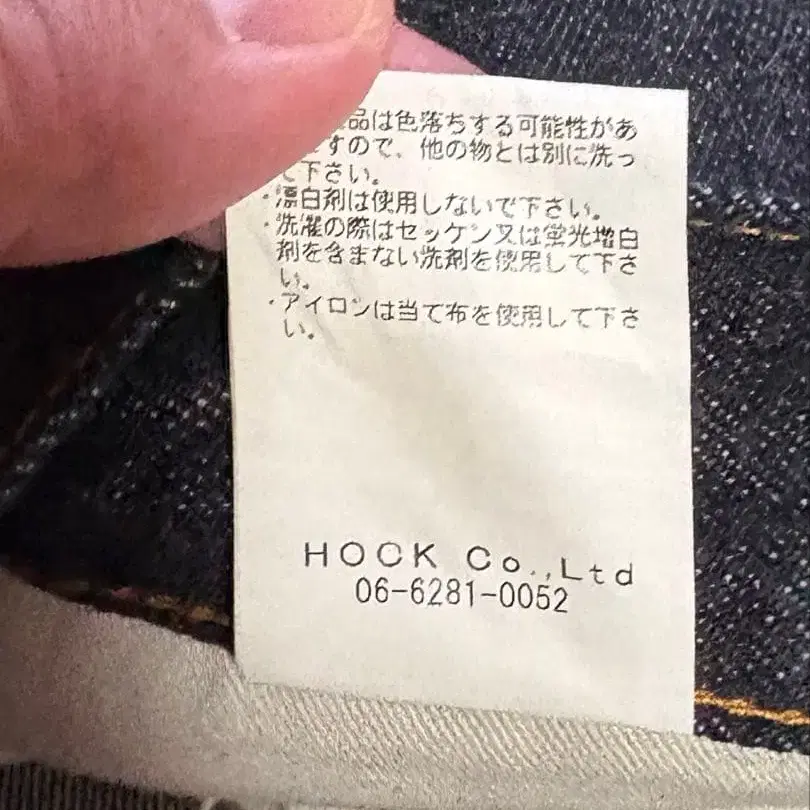 品は色落ちする可能性があ
すので、他の物とは別に洗っ
て下さい。
・漂白剤は使用しないで下さい。
・洗濯の際はセッケン又は蛍光増白
剤を含まない洗剤を使用して下さ
い。
・アイロンは当て布を使用して下さ
い。
HOCK Co.,Ltd
06-6281-0052